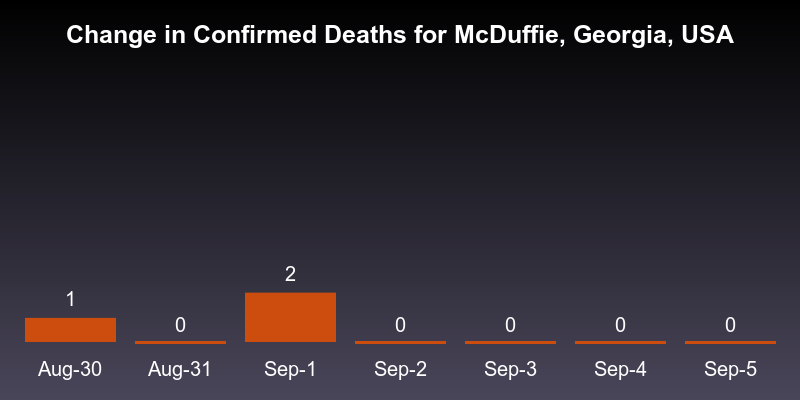 Change in Confirmed Deaths for McDuffie, Georgia, USA
1 0 2 0 0 0 0
Aug-30 Aug-31 Sep-1 Sep-2 Sep-3 Sep-4 Sep-5